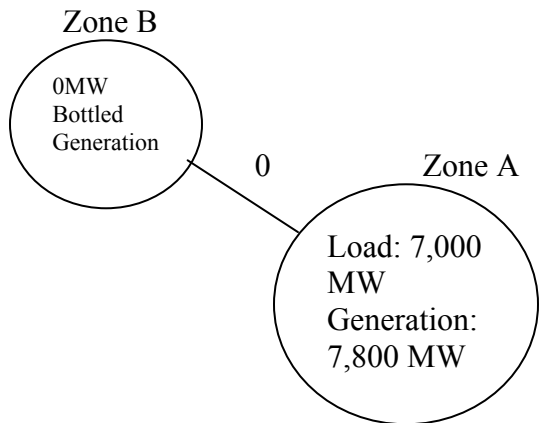 Zone B
0MW
Bottled
Generation
0
Zone A
Load: 7,000
MW
Generation:
7,800 MW